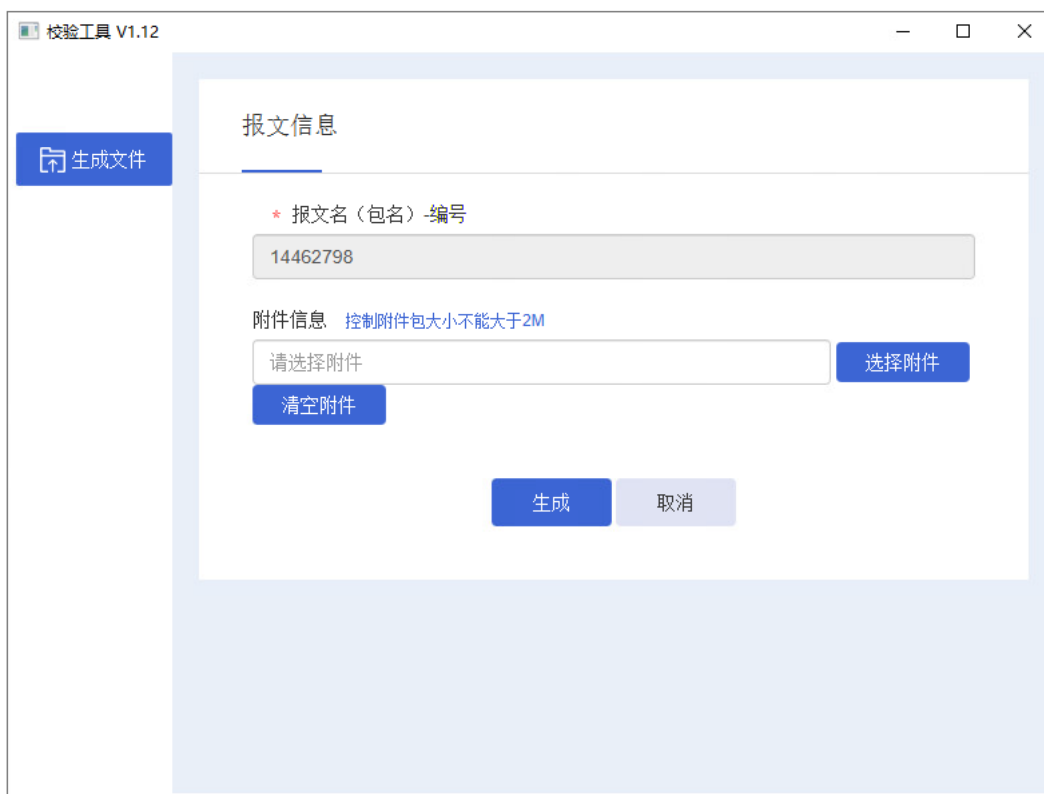 校验工具 V1.12
生成文件
报文信息
* 报文名（包名）-编号
14462798
附件信息 控制附件包大小不能大于2M
请选择附件 选择附件
清空附件
生成 取消